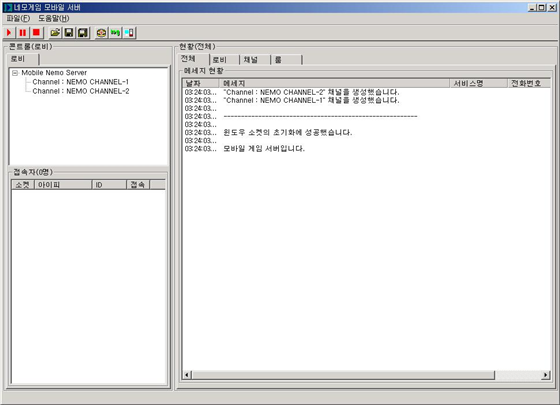 네모게임 모바일 서버
파일(F) 도움말(H)
콘트롤(로비)
로비
Mobile Nemo Server
Channel : NEMO CHANNEL-1
Channel : NEMO CHANNEL-2
접속자(0명)
소켓 아이피 ID 접속
현황(전체)
전체 로비 채널 룸
메세지 현황
날자 메세지 서비스명 전화번호
03:24:03... "Channel : NEMO CHANNEL-2" 채널을 생성했습니다.
03:24:03... "Channel : NEMO CHANNEL-1" 채널을 생성했습니다.
03:24:03...
03:24:03... ------------------------------------------------------------
03:24:03...
03:24:03... 윈도우 소켓의 초기화에 성공했습니다.
03:24:03...
03:24:03... 모바일 게임 서버입니다.